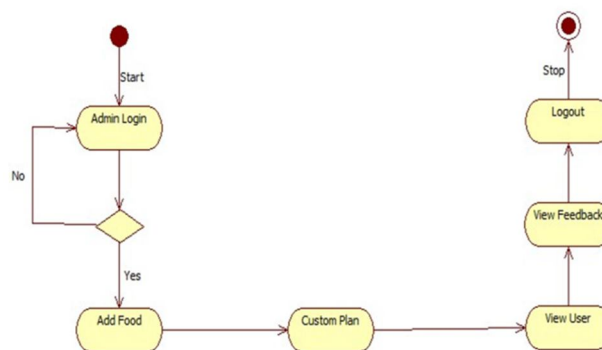 Start
Admin Login
No
Yes
Add Food
Custom Plan
View User
View Feedback
Logout
Stop